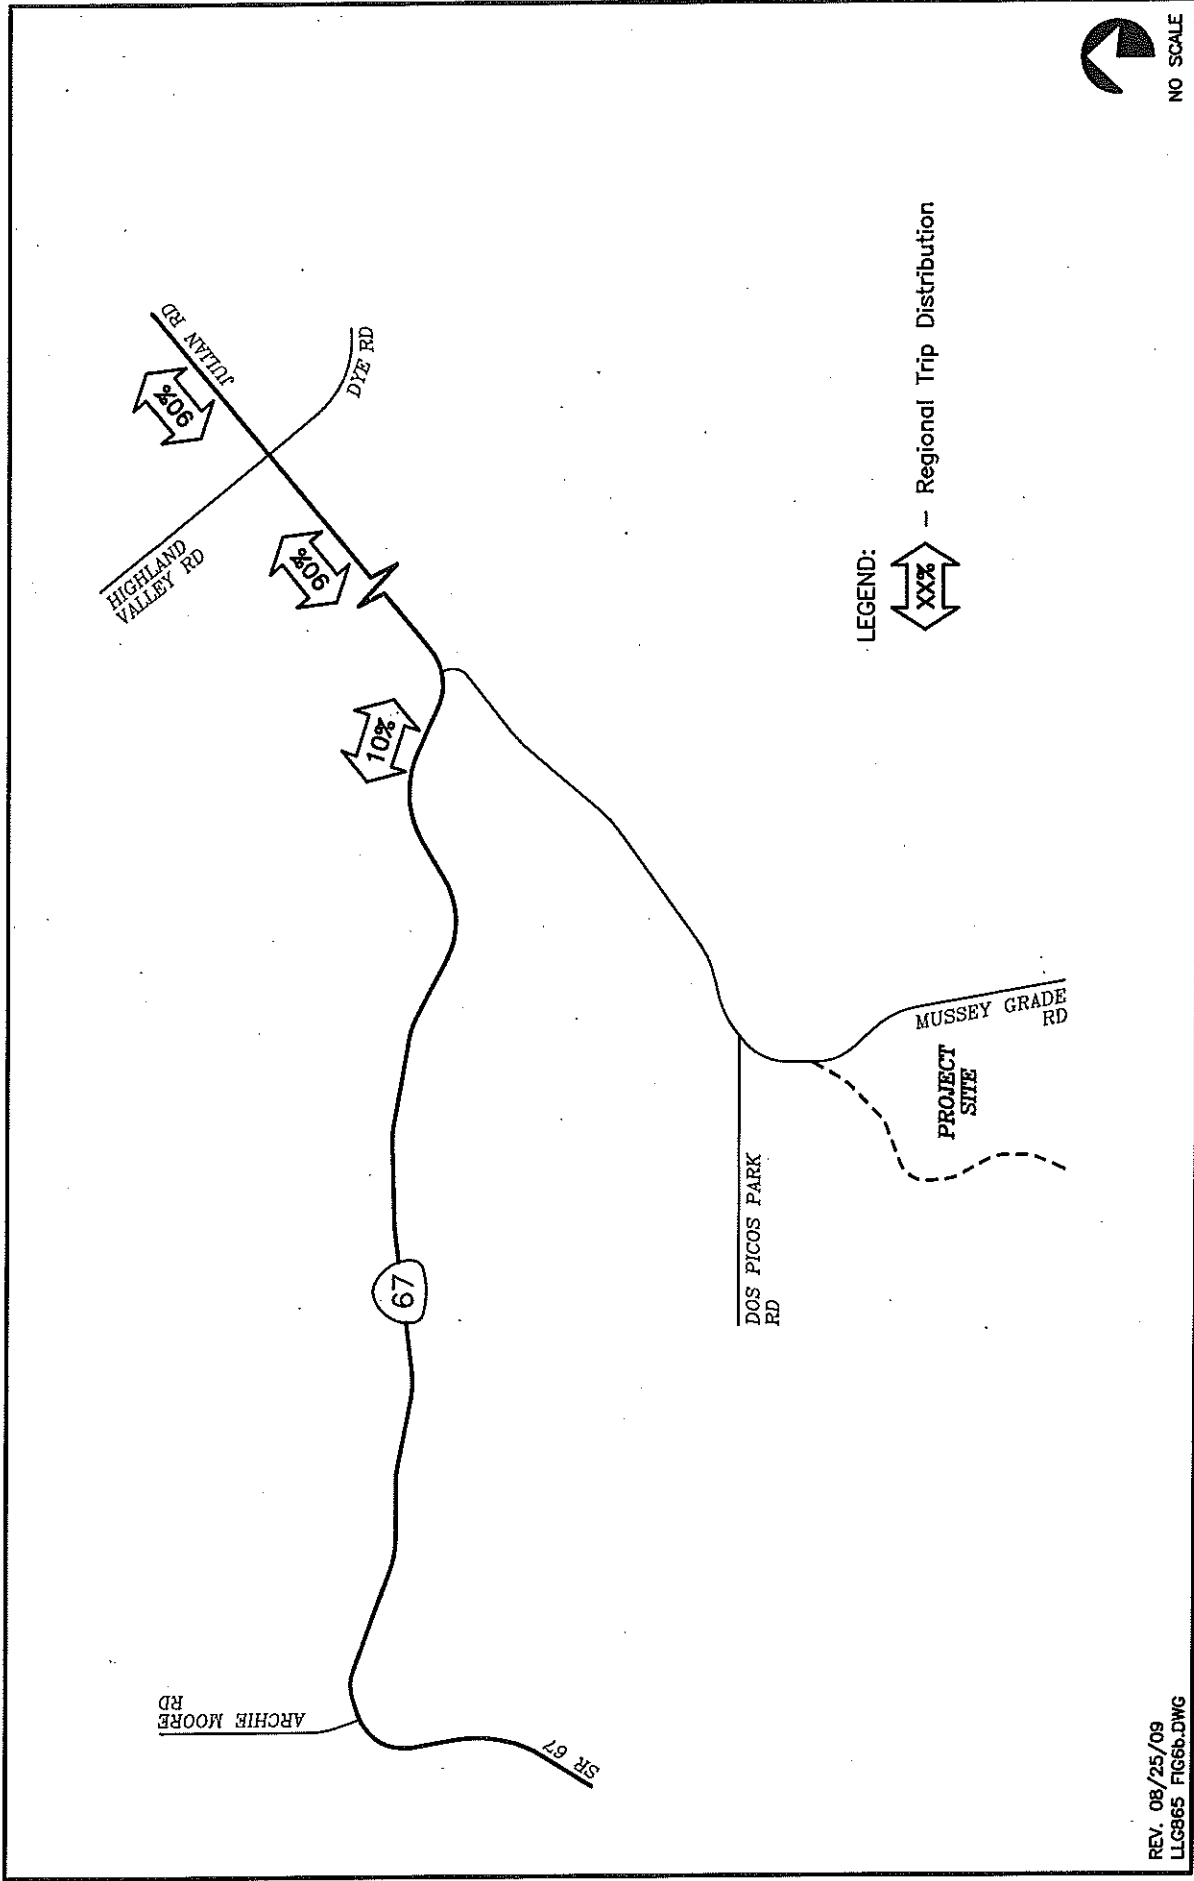 NO SCALE
JULIAN RD
90%
DYE RD
HIGHLAND
VALLEY RD
90%
10%
LEGEND:
XX% – Regional Trip Distribution
MUSSEY GRADE
RD
PROJECT
SITE
DOS PICOS PARK
RD
67
ARCHIE MOORE
RD
SR 67
REV. 08/25/09
LLG865 FIG6b.DWG